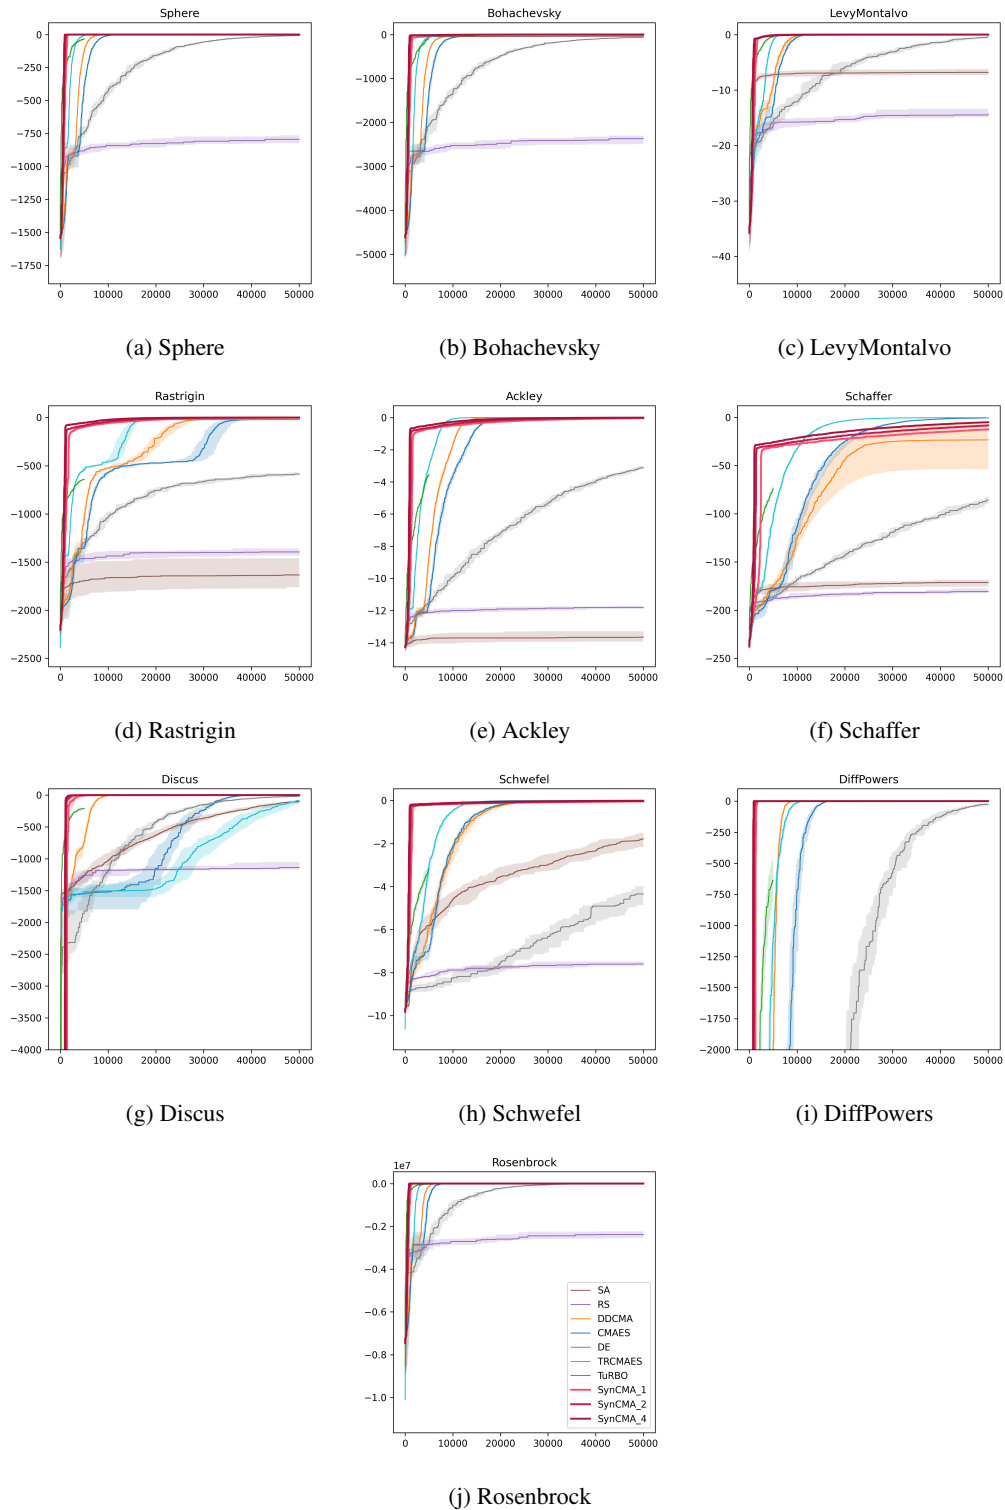 Sphere
0
−250
−500
−750
−1000
−1250
−1500
−1750
0 10000 20000 30000 40000 50000
(a) Sphere
Bohachevsky
0
−1000
−2000
−3000
−4000
−5000
0 10000 20000 30000 40000 50000
(b) Bohachevsky
LevyMontalvo
0
−10
−20
−30
−40
0 10000 20000 30000 40000 50000
(c) LevyMontalvo
Rastrigin
0
−500
−1000
−1500
−2000
−2500
0 10000 20000 30000 40000 50000
(d) Rastrigin
Ackley
0
−2
−4
−6
−8
−10
−12
−14
0 10000 20000 30000 40000 50000
(e) Ackley
Schaffer
0
−50
−100
−150
−200
−250
0 10000 20000 30000 40000 50000
(f) Schaffer
Discus
0
−500
−1000
−1500
−2000
−2500
−3000
−3500
−4000
0 10000 20000 30000 40000 50000
(g) Discus
Schwefel
0
−2
−4
−6
−8
−10
0 10000 20000 30000 40000 50000
(h) Schwefel
DiffPowers
0
−250
−500
−750
−1000
−1250
−1500
−1750
−2000
0 10000 20000 30000 40000 50000
(i) DiffPowers
1e7
Rosenbrock
0.0
−0.2
−0.4
−0.6
−0.8
−1.0
SA
RS
DDCMA
CMAES
DE
TRCMAES
TuRBO
SynCMA_1
SynCMA_2
SynCMA_4
0 10000 20000 30000 40000 50000
(j) Rosenbrock